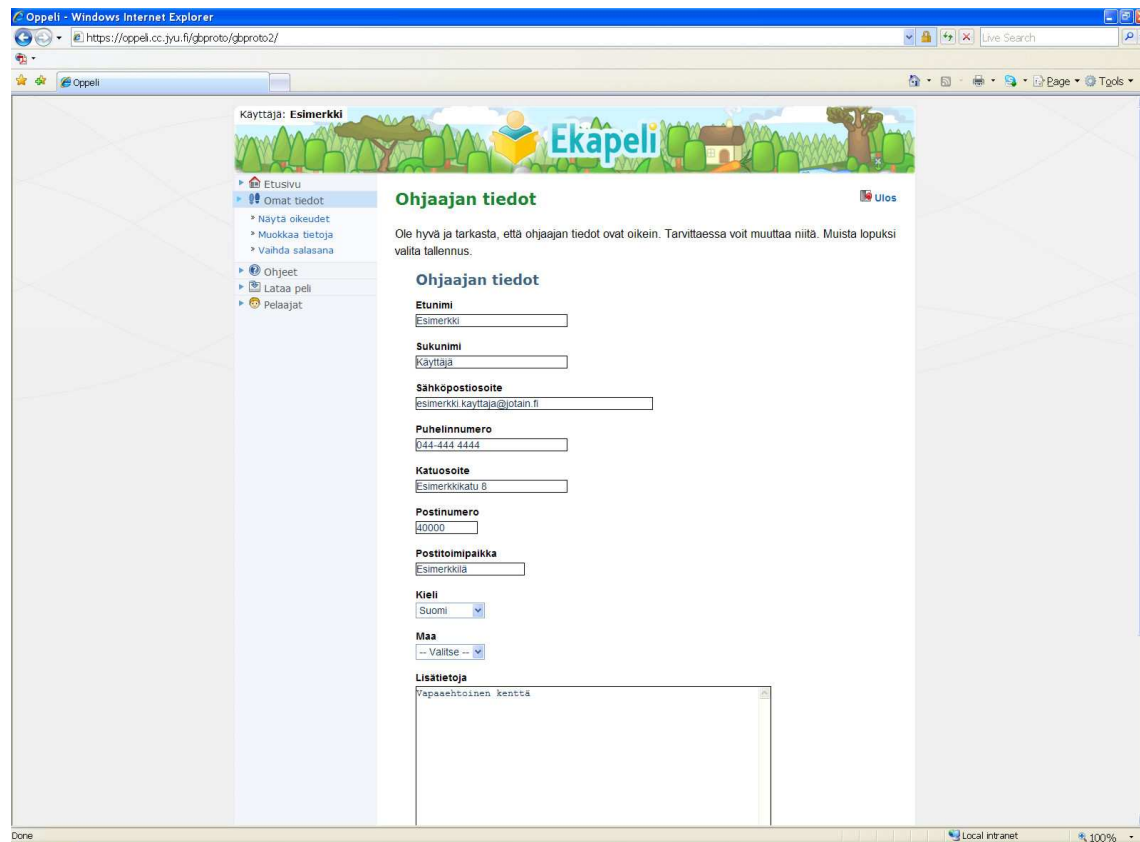 Oppeli - Windows Internet Explorer
https://oppeli.cc.jyu.fi/gbproto/gbproto2/
Live Search
Oppeli
Page
Tools
Käyttäjä: Esimerkki
Ekapeli
Etusivu
Omat tiedot
Näytä oikeudet
Muokkaa tietoja
Vaihda salasana
Ohjeet
Lataa peli
Pelaajat
Ohjaajan tiedot
Ulos
Ole hyvä ja tarkasta, että ohjaajan tiedot ovat oikein. Tarvittaessa voit muuttaa niitä. Muista lopuksi
valita tallennus.
Ohjaajan tiedot
Etunimi
Esimerkki
Sukunimi
Käyttäjä
Sähköpostiosoite
esimerkki.kayttaja@jotain.fi
Puhelinnumero
044-444 4444
Katuosoite
Esimerkkikatu 8
Postinumero
40000
Postitoimipaikka
Esimerkkilä
Kieli
Suomi
Maa
-- Valitse --
Lisätietoja
Vapaaehtoinen kenttä
Done
Local intranet
100%